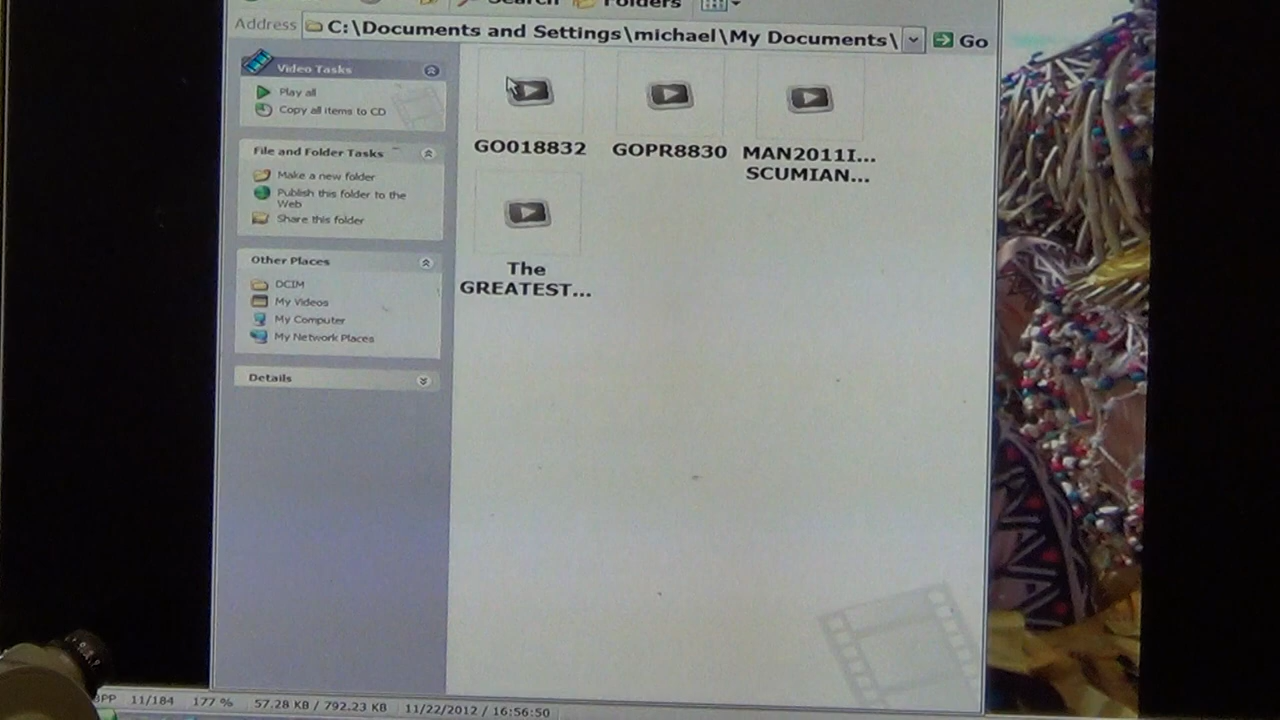 Search
Folders
Address
C:\Documents and Settings\michael\My Documents\
Go
Video Tasks
Play all
Copy all items to CD
File and Folder Tasks
Make a new folder
Publish this folder to the
Web
Share this folder
Other Places
DCIM
My Videos
My Computer
My Network Places
Details
GO018832
GOPR8830
MAN2011I...
SCUMIAN...
The
GREATEST...
11/184
177 %
57.28 KB / 792.23 KB
11/22/2012 / 16:56:50